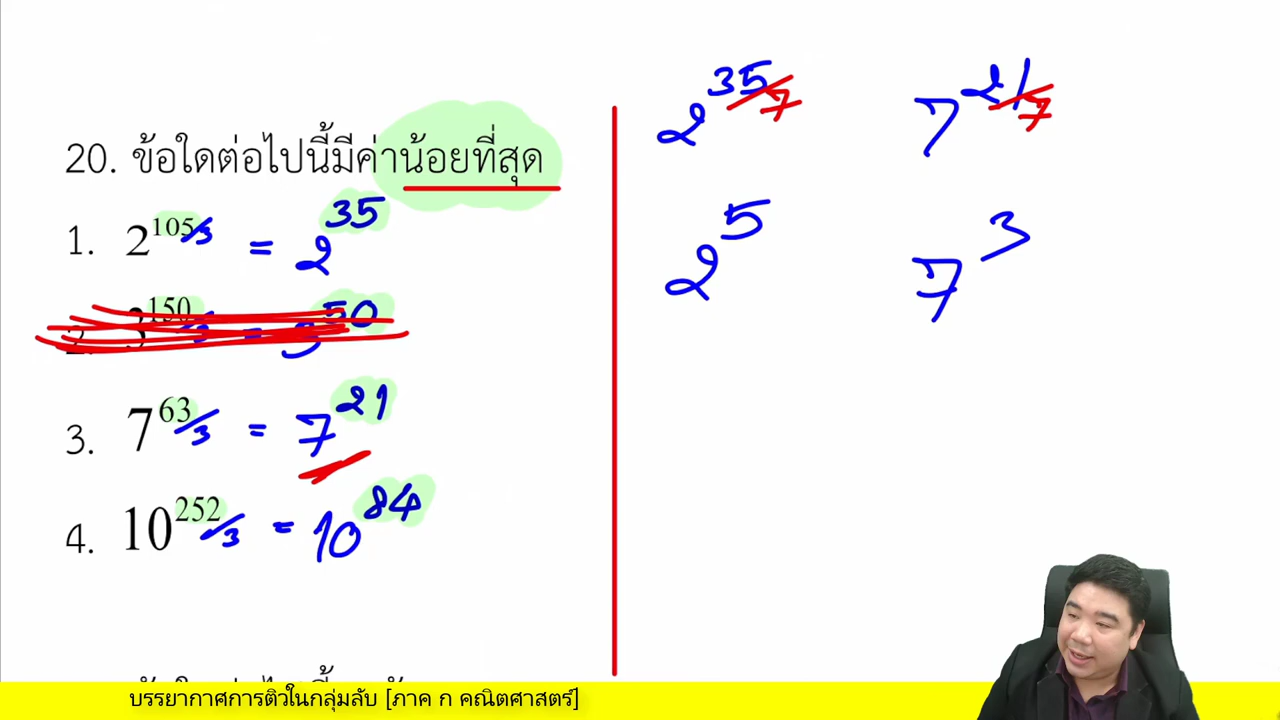 20. ข้อใดต่อไปนี้มีค่าน้อยที่สุด
1. 2^105/3 = 2^35
2. 3^150/3 = 3^50
3. 7^63/3 = 7^21
4. 10^252/3 = 10^84
2^35/7 7^21/7
2^5 7^3
บรรยากาศการติวในกลุ่มลับ [ภาค ก คณิตศาสตร์]